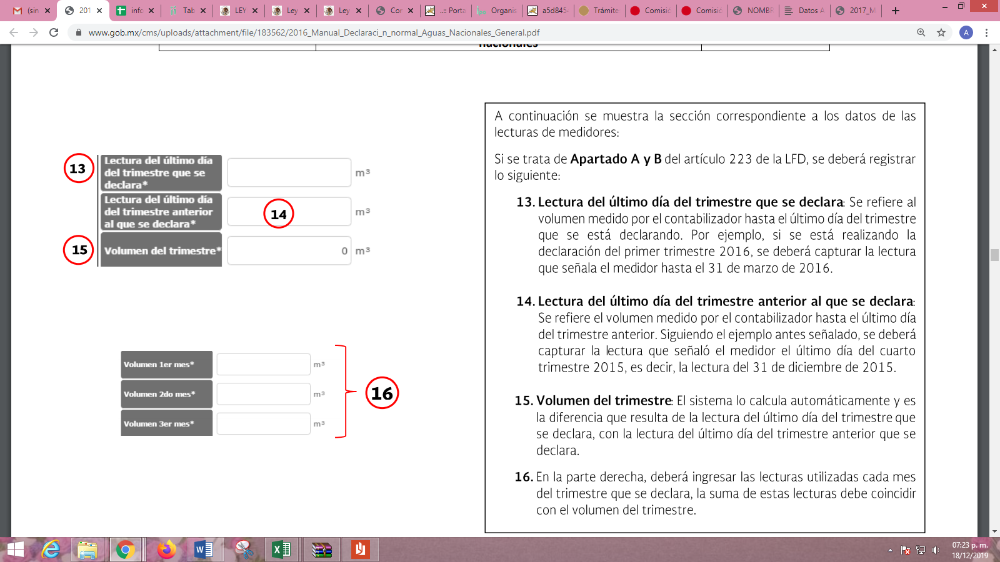 (sin
201
info
Tab
LEY
Ley
Ley
Cor
..:: Porta
Organis
a5d845
Trámite
Comisió
Comisió
NOMBR
Datos A
2017_M
www.gob.mx/cms/uploads/attachment/file/183562/2016_Manual_Declaraci_n_normal_Aguas_Nacionales_General.pdf
A
nacionales
13
Lectura del último día
del trimestre que se
declara*
m³
Lectura del último día
del trimestre anterior
al que se declara*
14
m³
15
Volumen del trimestre*
0 m³
Volumen 1er mes*
m³
Volumen 2do mes*
m³
Volumen 3er mes*
m³
16
A continuación se muestra la sección correspondiente a los datos de las
lecturas de medidores:
Si se trata de Apartado A y B del artículo 223 de la LFD, se deberá registrar
lo siguiente:
13. Lectura del último día del trimestre que se declara: Se refiere al
volumen medido por el contabilizador hasta el último día del trimestre
que se está declarando. Por ejemplo, si se está realizando la
declaración del primer trimestre 2016, se deberá capturar la lectura
que señala el medidor hasta el 31 de marzo de 2016.
14. Lectura del último día del trimestre anterior al que se declara:
Se refiere el volumen medido por el contabilizador hasta el último día
del trimestre anterior. Siguiendo el ejemplo antes señalado, se deberá
capturar la lectura que señaló el medidor el último día del cuarto
trimestre 2015, es decir, la lectura del 31 de diciembre de 2015.
15. Volumen del trimestre: El sistema lo calcula automáticamente y es
la diferencia que resulta de la lectura del último día del trimestre que
se declara, con la lectura del último día del trimestre anterior que se
declara.
16. En la parte derecha, deberá ingresar las lecturas utilizadas cada mes
del trimestre que se declara, la suma de estas lecturas debe coincidir
con el volumen del trimestre.
07:23 p. m.
18/12/2019